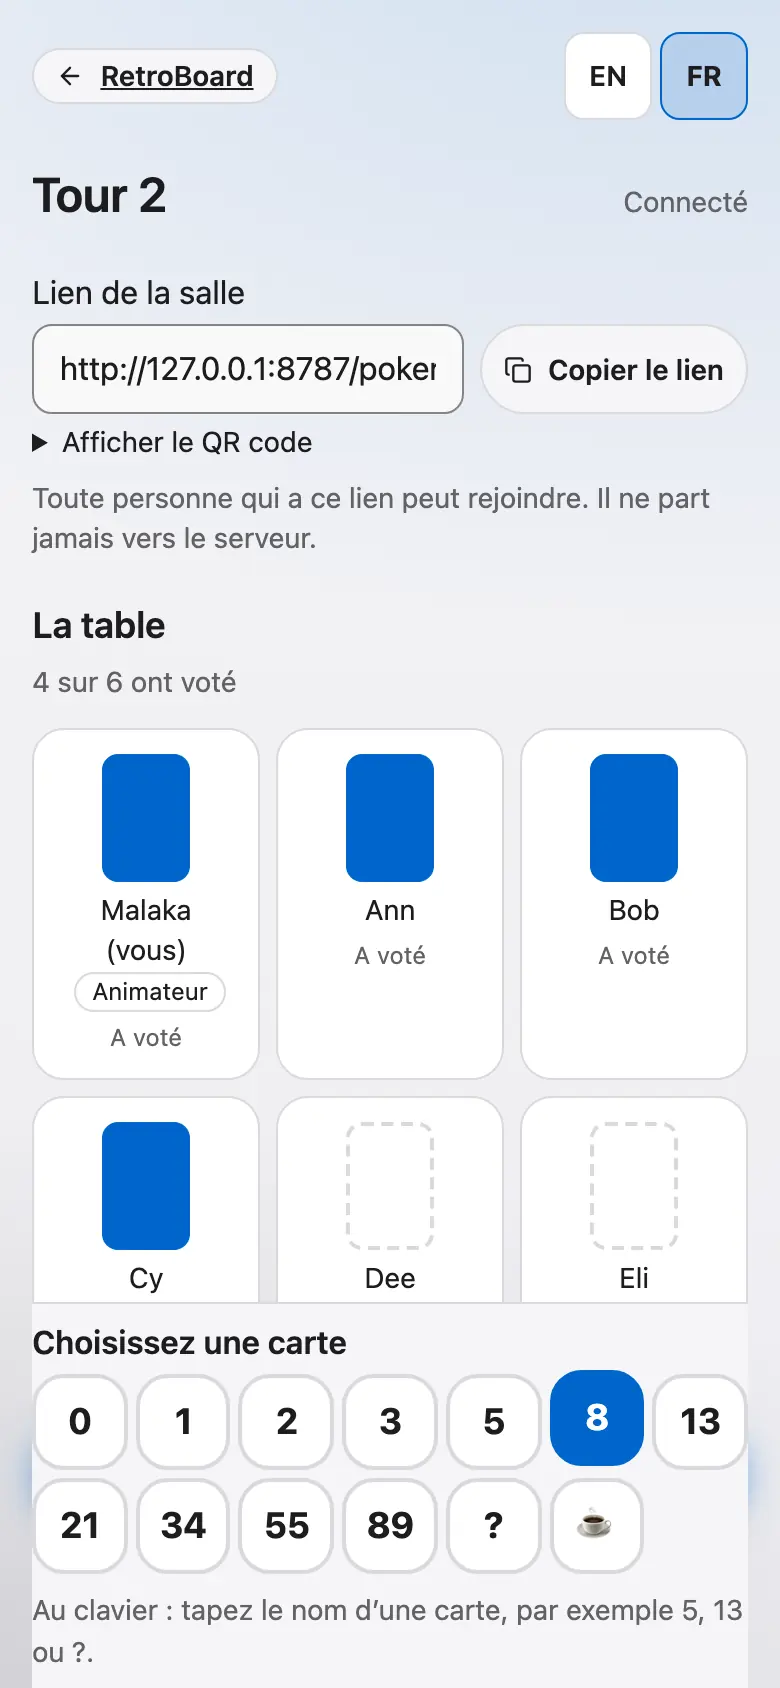 RetroBoard
EN
FR
Tour 2
Connecté
Lien de la salle
http://127.0.0.1:8787/poker
Copier le lien
Afficher le QR code
Toute personne qui a ce lien peut rejoindre. Il ne part
jamais vers le serveur.
La table
4 sur 6 ont voté
Malaka
(vous)
Animateur
A voté
Ann
A voté
Bob
A voté
Cy
Dee
Eli
Choisissez une carte
0
1
2
3
5
8
13
21
34
55
89
?
Au clavier : tapez le nom d’une carte, par exemple 5, 13
ou ?.